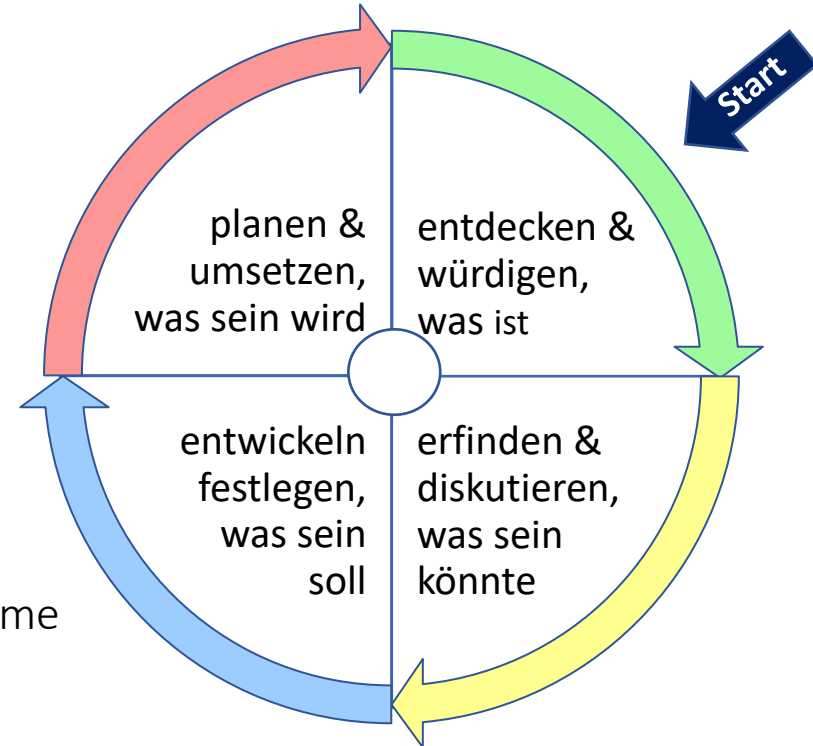 Start
entdecken &
würdigen,
was ist
erfinden &
diskutieren,
was sein
könnte
entwickeln
festlegen,
was sein
soll
planen &
umsetzen,
was sein wird
me